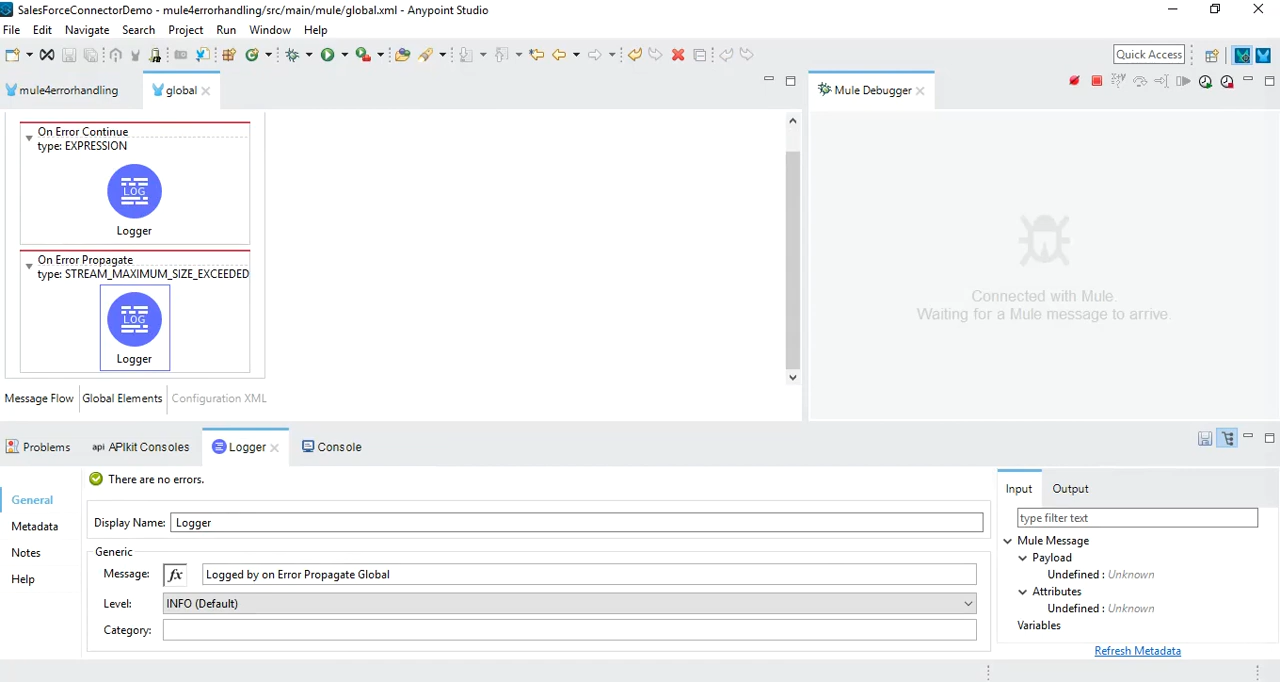 SalesForceConnectorDemo - mule4errorhandling/src/main/mule/global.xml - Anypoint Studio
File Edit Navigate Search Project Run Window Help
Quick Access
mule4errorhandling global
Mule Debugger
On Error Continue
type: EXPRESSION
LOG
Logger
On Error Propagate
type: STREAM_MAXIMUM_SIZE_EXCEEDED
LOG
Logger
Connected with Mule.
Waiting for a Mule message to arrive.
Message Flow Global Elements Configuration XML
Problems api APIkit Consoles Logger Console
There are no errors.
General
Metadata
Notes
Help
Display Name: Logger
Generic
Message: fx Logged by on Error Propagate Global
Level: INFO (Default)
Category:
Input Output
type filter text
Mule Message
Payload
Undefined : Unknown
Attributes
Undefined : Unknown
Variables
Refresh Metadata